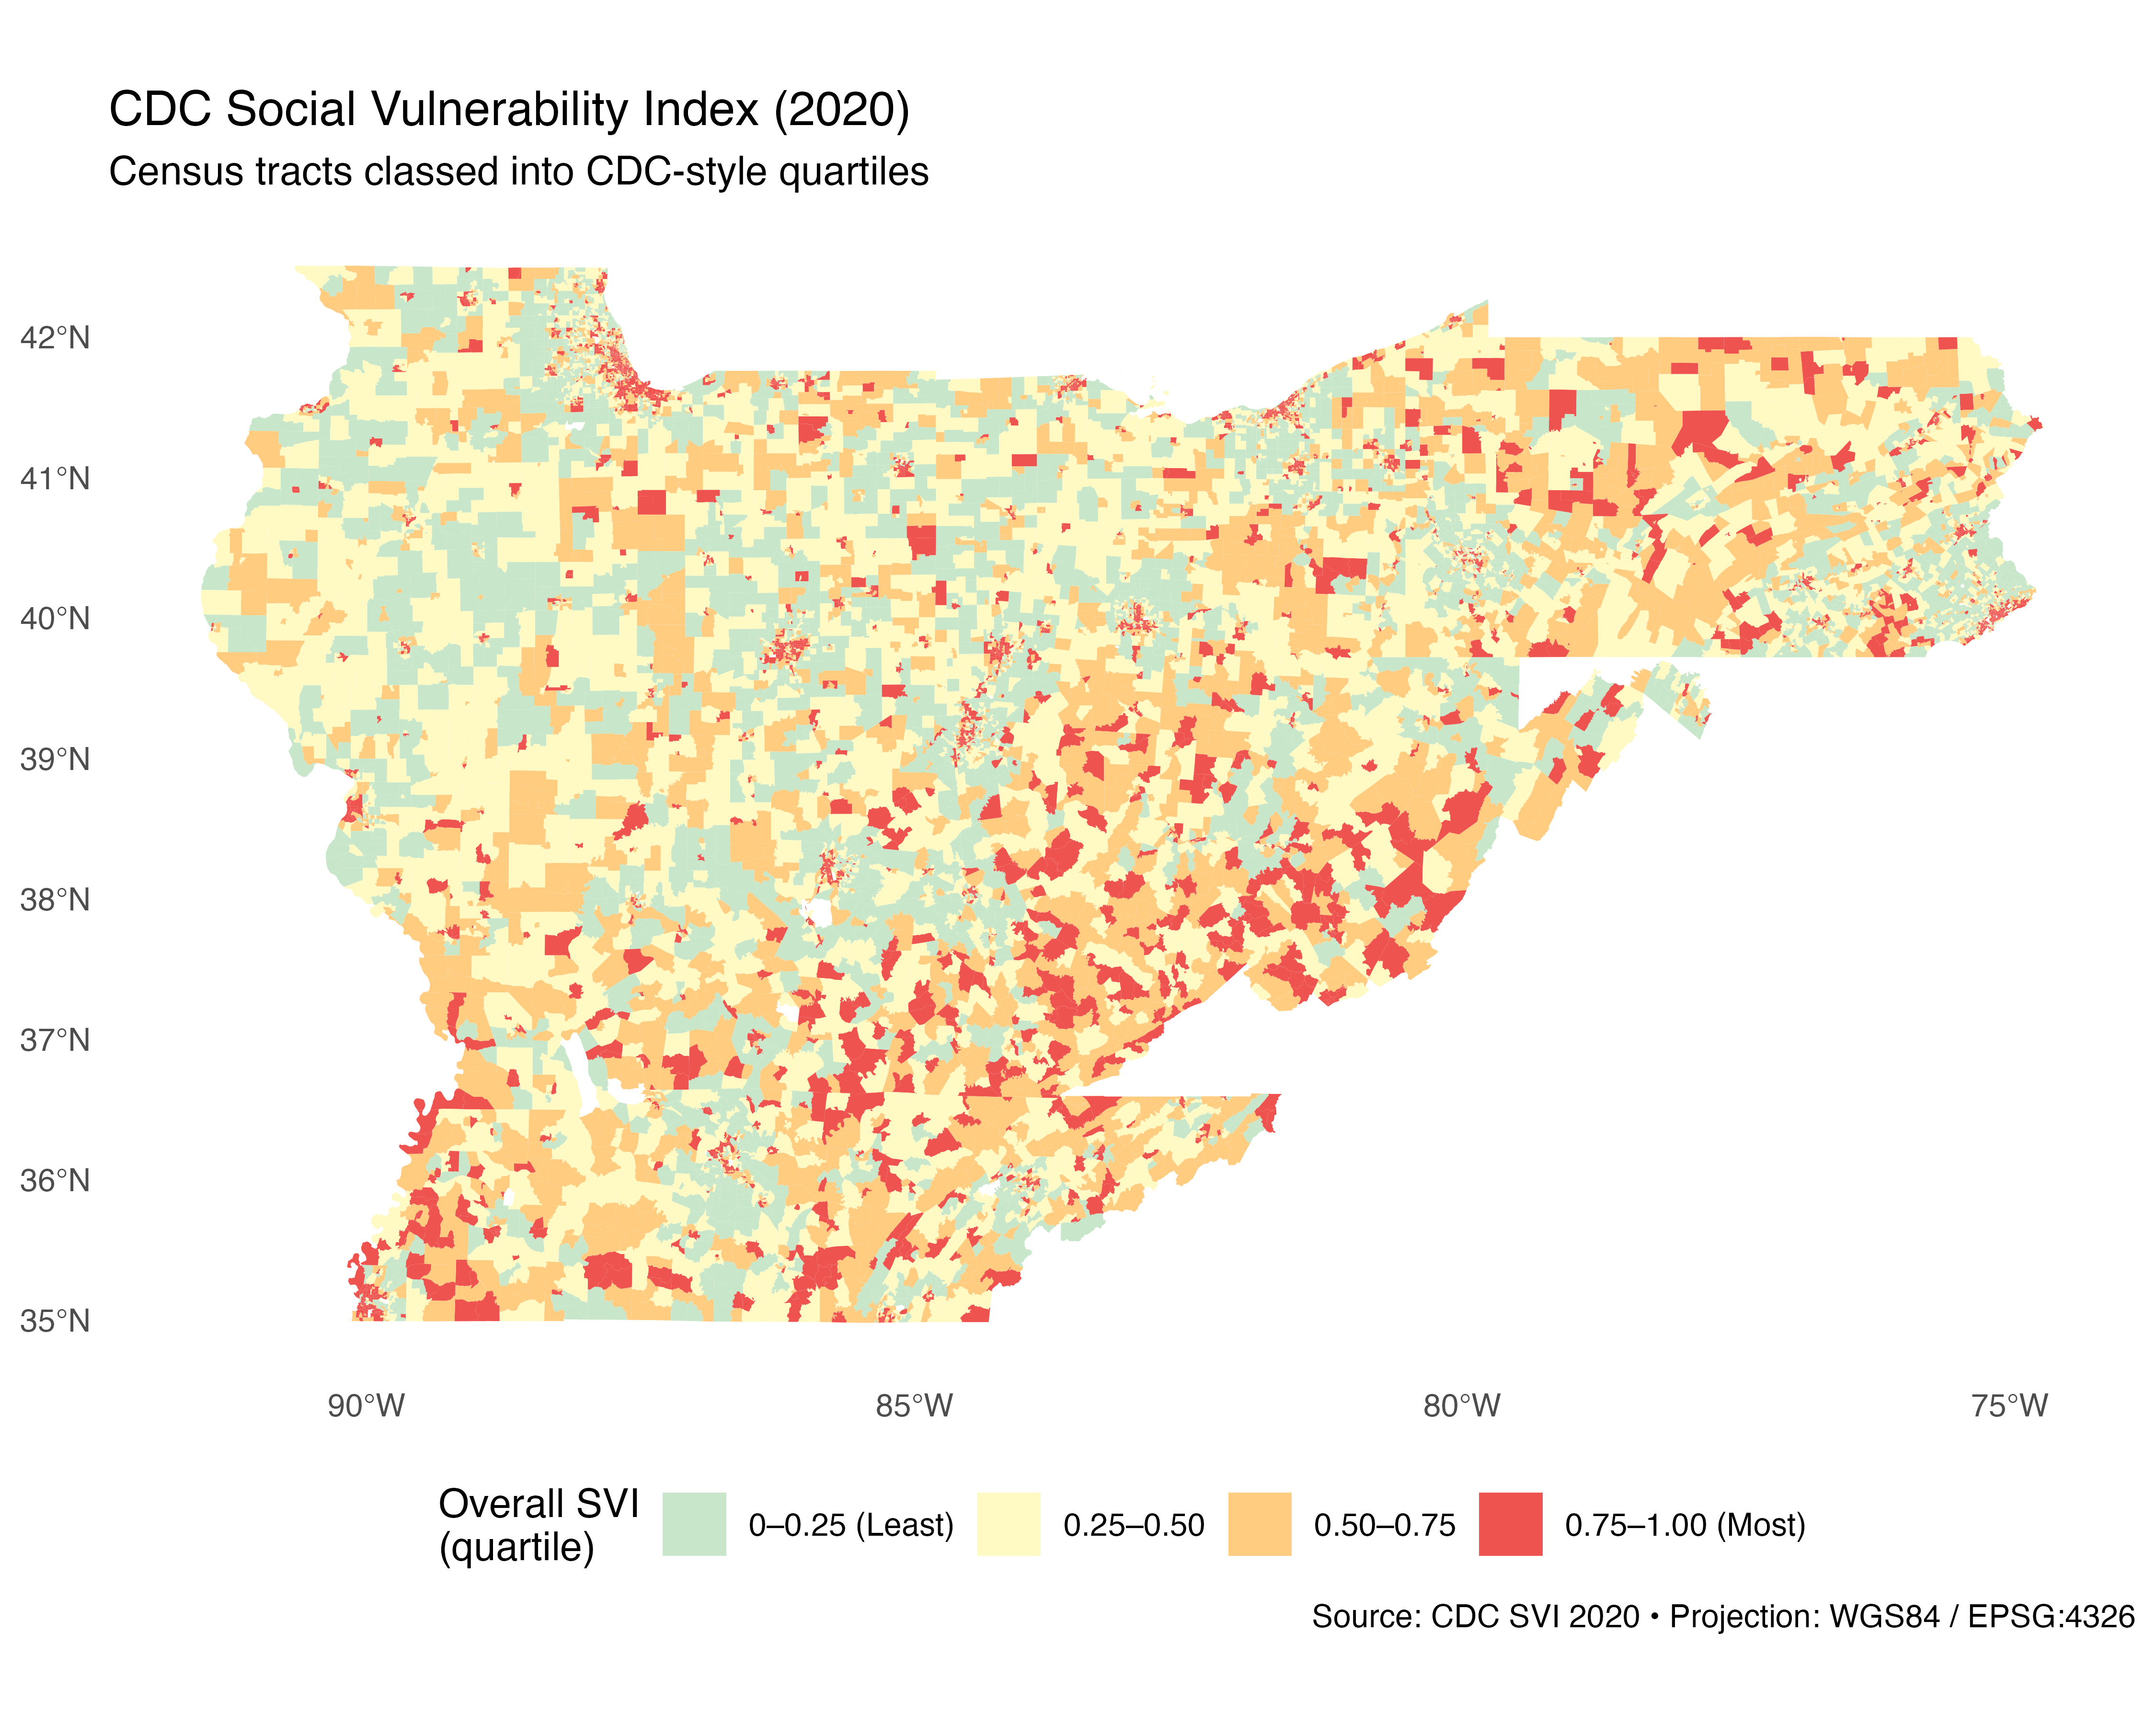 CDC Social Vulnerability Index (2020)
Census tracts classed into CDC-style quartiles
42°N
41°N
40°N
39°N
38°N
37°N
36°N
35°N
90°W 85°W 80°W 75°W
Overall SVI
(quartile)
0–0.25 (Least) 0.25–0.50 0.50–0.75 0.75–1.00 (Most)
Source: CDC SVI 2020 • Projection: WGS84 / EPSG:4326